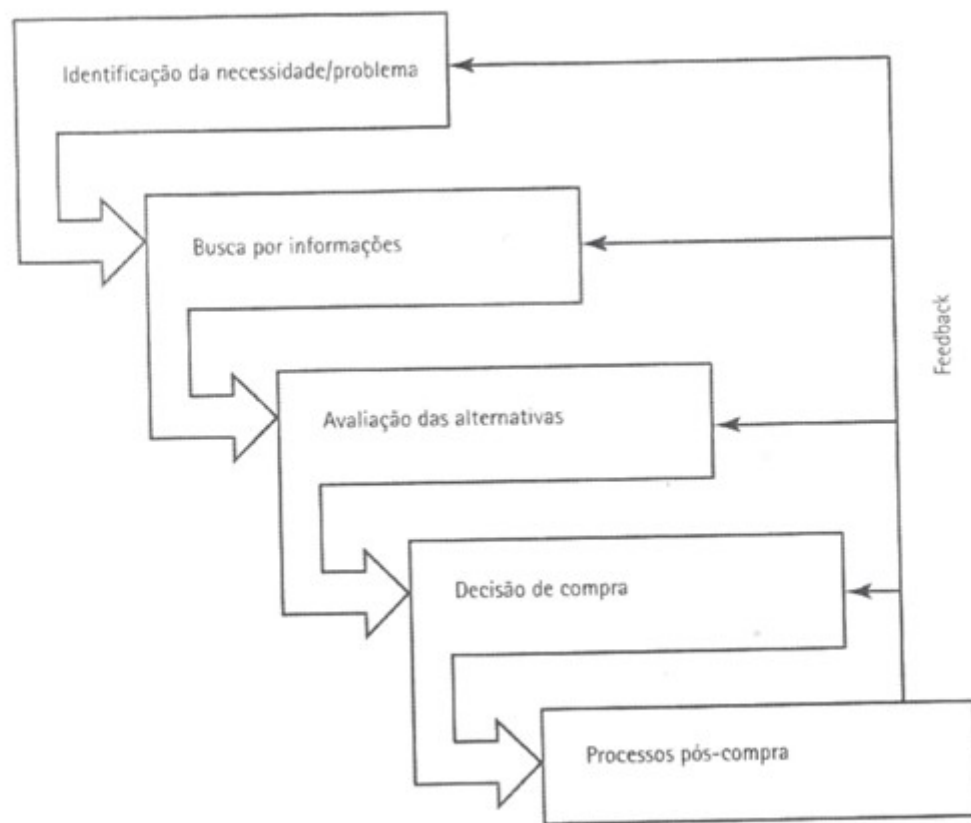 Identificação da necessidade/problema
Busca por informações
Avaliação das alternativas
Decisão de compra
Processos pós-compra
Feedback